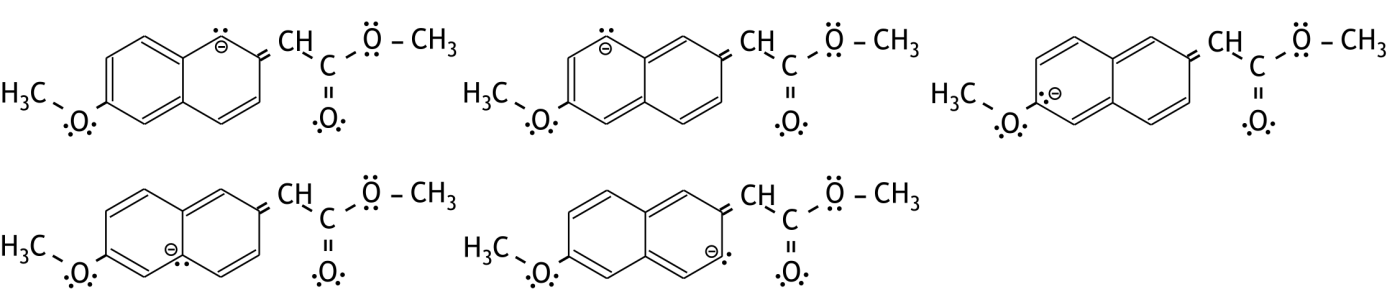 CH O – CH₃ CH O – CH₃ CH O – CH₃
C C C
H₃C H₃C H₃C
O O O O O O
CH O – CH₃ CH O – CH₃
C C
H₃C H₃C
O O O O